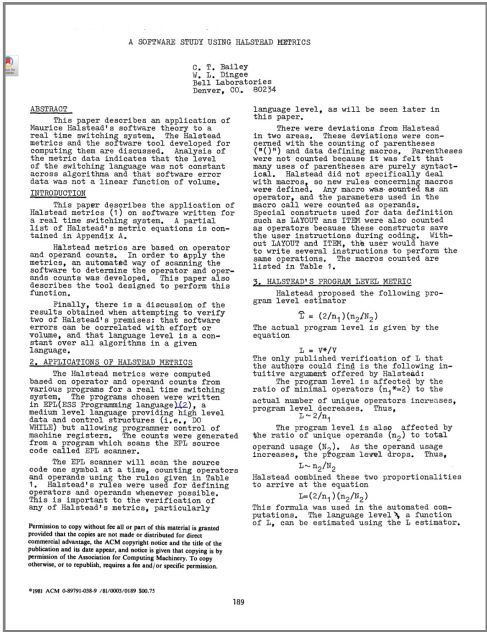 A SOFTWARE STUDY USING HALSTEAD METRICS
C. T. Bailey
W. L. Dingee
Bell Laboratories
Denver, CO. 80234
ABSTRACT
This paper describes an application of
Maurice Halstead's software theory to a
real time switching system. The Halstead
metrics and the software tool developed for
computing them are discussed. Analysis of
the metric data indicates that the level
of the switching language was not constant
across algorithms and that software error
data was not a linear function of volume.
INTRODUCTION
This paper describes the application of
Halstead metrics (1) on software written for
a real time switching system. A partial
list of Halstead's metric equations is con-
tained in Appendix A.
Halstead metrics are based on operator
and operand counts. In order to apply the
metrics, an automated way of scanning the
software to determine the operator and oper-
ands counts was developed. This paper also
describes the tool designed to perform this
function.
Finally, there is a discussion of the
results obtained when attempting to verify
two of Halstead's premises: that software
errors can be correlated with effort or
volume, and that language level is a con-
stant over all algorithms in a given
language.
2. APPLICATIONS OF HALSTEAD METRICS
The Halstead metrics were computed
based on operator and operand counts from
various programs for a real time switching
system. The programs chosen were written
in EPL(ESS Programming language)(2), a
medium level language providing high level
data and control structures (i.e., DO
WHILE) but allowing programmer control of
machine registers. The counts were generated
from a program which scans the EPL source
code called EPL scanner.
The EPL scanner will scan the source
code one symbol at a time, counting operators
and operands using the rules given in Table
1. Halstead's rules were used for defining
operators and operands whenever possible.
This is important to the verification of
any of Halstead's metrics, particularly
Permission to copy without fee all or part of this material is granted
provided that the copies are not made or distributed for direct
commercial advantage, the ACM copyright notice and the title of the
publication and its date appear, and notice is given that copying is by
permission of the Association for Computing Machinery. To copy
otherwise, or to republish, requires a fee and/or specific permission.
©1981 ACM 0-89791-038-9 /81/0003/0189 $00.75
language level, as will be seen later in
this paper.
There were deviations from Halstead
in two areas. These deviations were con-
cerned with the counting of parentheses
("()") and data defining macros. Parentheses
were not counted because it was felt that
many uses of parentheses are purely syntact-
ical. Halstead did not specifically deal
with macros, so new rules concerning macros
were defined. Any macro was counted as an
operator, and the parameters used in the
macro call were counted as operands.
Special constructs used for data definition
such as LAYOUT ans ITEM were also counted
as operators because these constructs save
the user instructions during coding. With-
out LAYOUT and ITEM, the user would have
to write several instructions to perform the
same operations. The macros counted are
listed in Table 1.
3. HALSTEAD'S PROGRAM LEVEL METRIC
Halstead proposed the following pro-
gram level estimator
L̂ = (2/n₁)(n₂/N₂)
The actual program level is given by the
equation
L = V*/V
The only published verification of L that
the authors could find is the following in-
tuitive argument offered by Halstead:
The program level is affected by the
ratio of minimal operators (n₁*=2) to the
actual number of unique operators increases,
program level decreases. Thus,
L~2/n₁
The program level is also affected by
the ratio of unique operands (n₂) to total
operand usage (N₂). As the operand usage
increases, the program level drops. Thus,
L~n₂/N₂
Halstead combined these two proportionalities
to arrive at the equation
L=(2/n₁)(n₂/N₂)
This formula was used in the automated com-
putations. The language level λ, a function
of L, can be estimated using the L estimator.
189